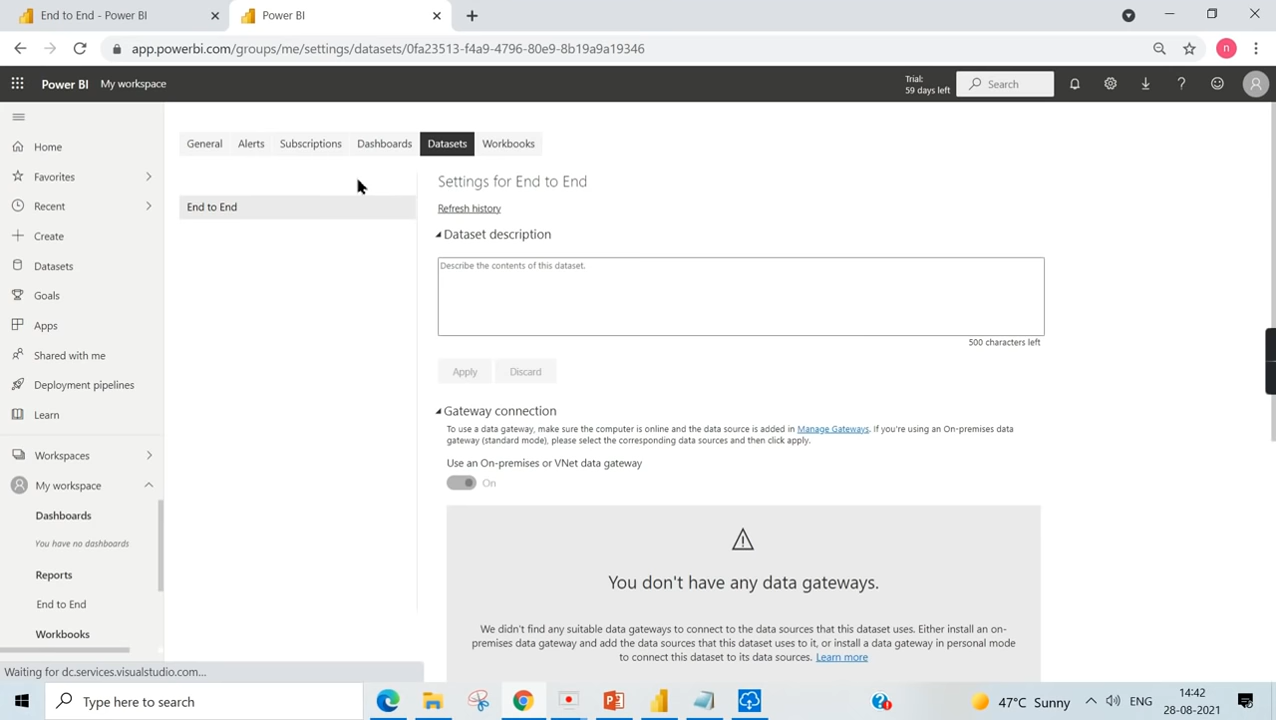 End to End - Power BI
Power BI
app.powerbi.com/groups/me/settings/datasets/0fa23513-f4a9-4796-80e9-8b19a9a19346
n
Power BI My workspace
Trial:
59 days left
Search
General Alerts Subscriptions Dashboards Datasets Workbooks
Home
Favorites
Recent
Create
Datasets
Goals
Apps
Shared with me
Deployment pipelines
Learn
Workspaces
My workspace
Dashboards
You have no dashboards
Reports
End to End
Workbooks
End to End
Settings for End to End
Refresh history
Dataset description
Describe the contents of this dataset.
500 characters left
Apply Discard
Gateway connection
To use a data gateway, make sure the computer is online and the data source is added in Manage Gateways. If you're using an On-premises data
gateway (standard mode), please select the corresponding data sources and then click apply.
Use an On-premises or VNet data gateway
On
You don't have any data gateways.
We didn't find any suitable data gateways to connect to the data sources that this dataset uses. Either install an on-
premises data gateway and add the data sources that this dataset uses to it, or install a data gateway in personal mode
to connect this dataset to its data sources. Learn more
Waiting for dc.services.visualstudio.com...
Type here to search
47°C Sunny
ENG
14:42
28-08-2021